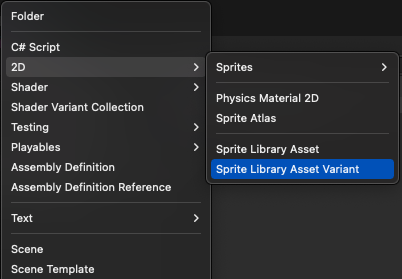 Folder
C# Script
2D
Shader
Shader Variant Collection
Testing
Playables
Assembly Definition
Assembly Definition Reference
Text
Scene
Scene Template
Sprites
Physics Material 2D
Sprite Atlas
Sprite Library Asset
Sprite Library Asset Variant